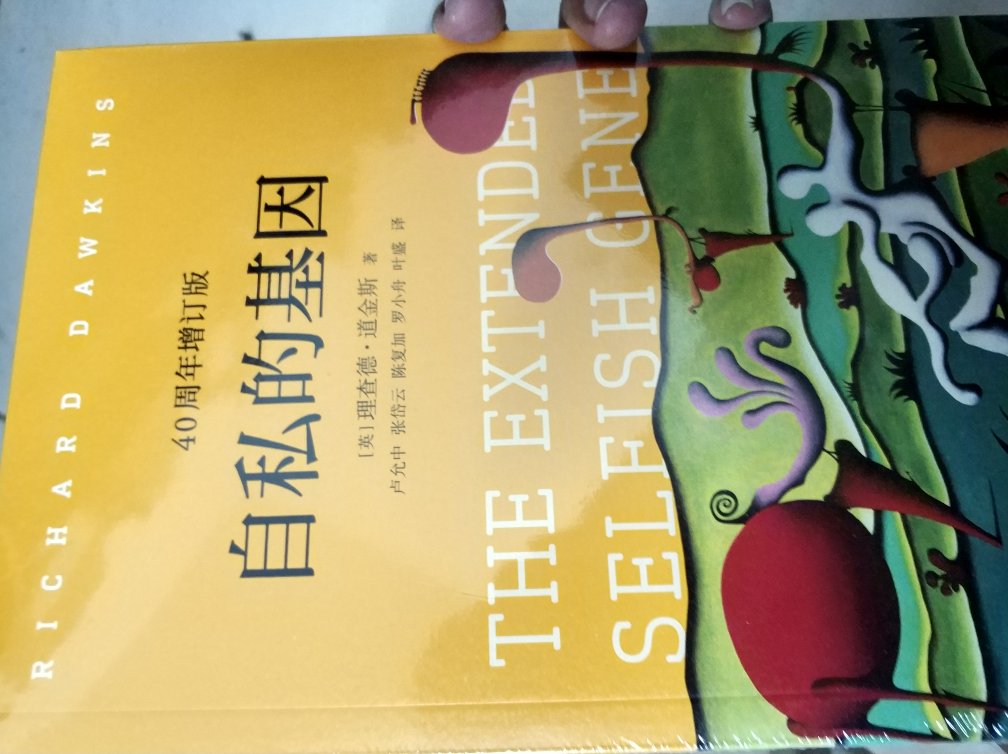 RICHARD DAWKINS
40周年增订版
自私的基因
[英]理查德·道金斯 著
卢允中 张岱云 陈复加 罗小舟 叶盛 译
THE EXTENDED
SELFISH GENE